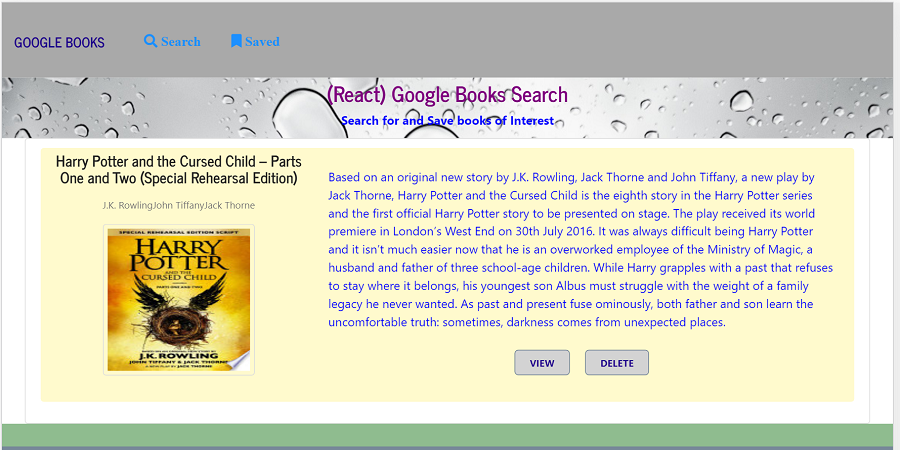 GOOGLE BOOKS
Search
Saved
(React) Google Books Search
Search for and Save books of Interest
Harry Potter and the Cursed Child – Parts
One and Two (Special Rehearsal Edition)
J.K. RowlingJohn TiffanyJack Thorne
SPECIAL REHEARSAL EDITION SCRIPT
HARRY
POTTER
AND THE
CURSED CHILD
PARTS ONE AND TWO
J.K.ROWLING
JOHN TIFFANY & JACK THORNE
A NEW PLAY BY JACK THORNE
Based on an original new story by J.K. Rowling, Jack Thorne and John Tiffany, a new play by
Jack Thorne, Harry Potter and the Cursed Child is the eighth story in the Harry Potter series
and the first official Harry Potter story to be presented on stage. The play received its world
premiere in London’s West End on 30th July 2016. It was always difficult being Harry Potter
and it isn’t much easier now that he is an overworked employee of the Ministry of Magic, a
husband and father of three school-age children. While Harry grapples with a past that refuses
to stay where it belongs, his youngest son Albus must struggle with the weight of a family
legacy he never wanted. As past and present fuse ominously, both father and son learn the
uncomfortable truth: sometimes, darkness comes from unexpected places.
VIEW
DELETE